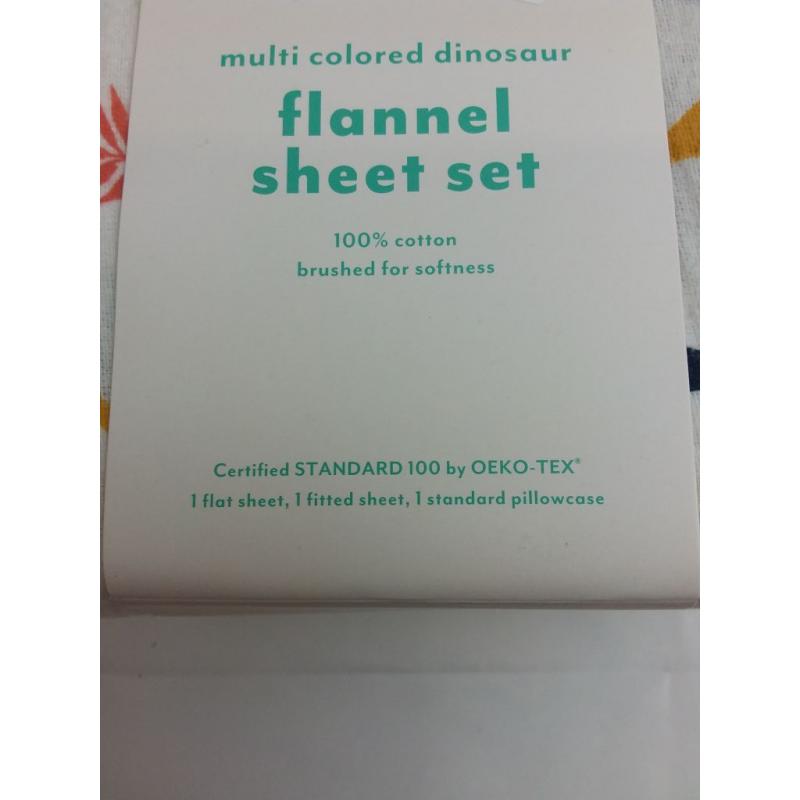 multi colored dinosaur
flannel
sheet set
100% cotton
brushed for softness
Certified STANDARD 100 by OEKO-TEX®
1 flat sheet, 1 fitted sheet, 1 standard pillowcase